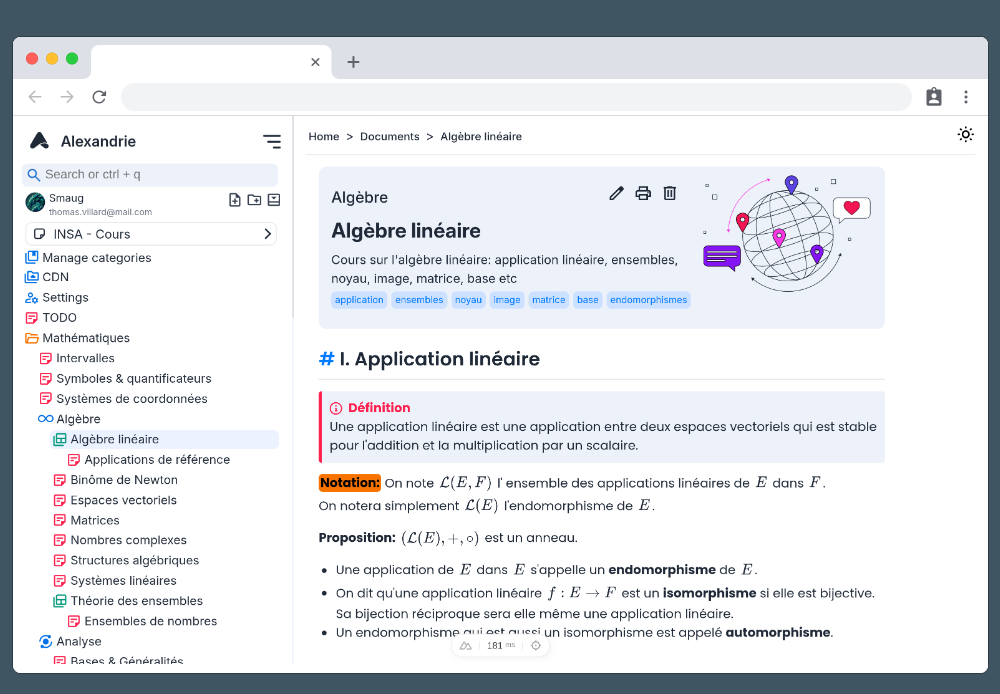 Alexandrie
Search or ctrl + q
Smaug
thomas.villard@mail.com
INSA - Cours
Manage categories
CDN
Settings
TODO
Mathématiques
Intervalles
Symboles & quantificateurs
Systèmes de coordonnées
Algèbre
Algèbre linéaire
Applications de référence
Binôme de Newton
Espaces vectoriels
Matrices
Nombres complexes
Structures algébriques
Systèmes linéaires
Théorie des ensembles
Ensembles de nombres
Analyse
Bases & Généralités
Home > Documents > Algèbre linéaire
Algèbre
Algèbre linéaire
Cours sur l'algèbre linéaire: application linéaire, ensembles,
noyau, image, matrice, base etc
application ensembles noyau image matrice base endomorphismes
# I. Application linéaire
Définition
Une application linéaire est une application entre deux espaces vectoriels qui est stable
pour l'addition et la multiplication par un scalaire.
Notation: On note ℒ(E, F) l' ensemble des applications linéaires de E dans F.
On notera simplement ℒ(E) l'endomorphisme de E.
Proposition: (ℒ(E), +, ∘) est un anneau.
• Une application de E dans E s'appelle un endomorphisme de E.
• On dit qu'une application linéaire f : E → F est un isomorphisme si elle est bijective.
Sa bijection réciproque sera elle même une application linéaire.
• Un endomorphisme qui est aussi un isomorphisme est appelé automorphisme.
181 ms